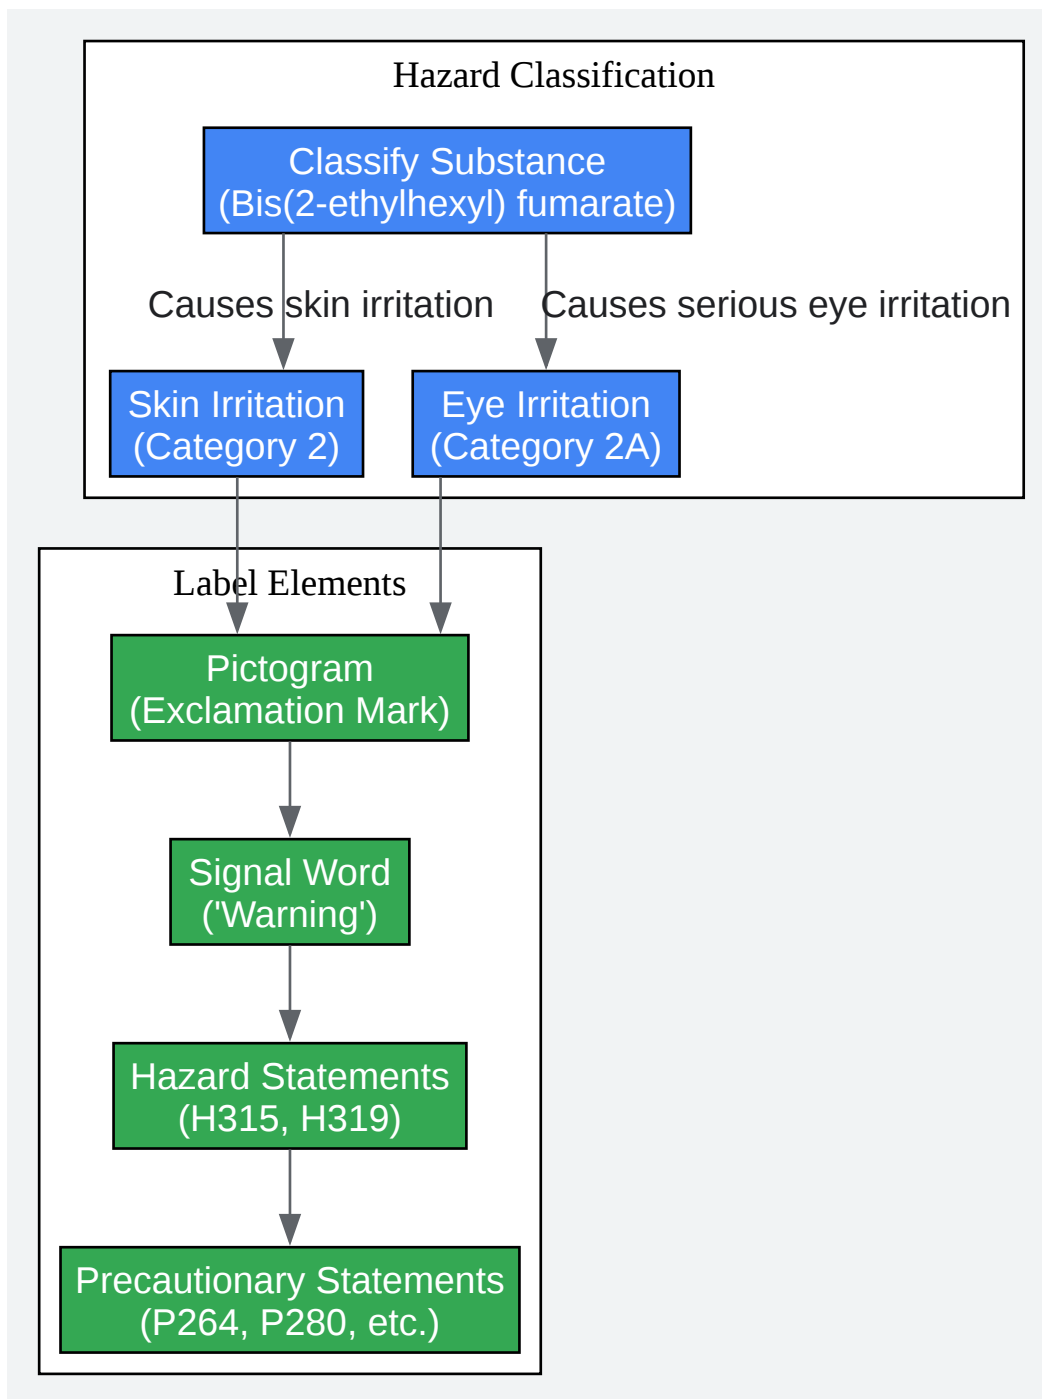 Hazard Classification
Classify Substance
(Bis(2-ethylhexyl) fumarate)
Causes skin irritation
Causes serious eye irritation
Skin Irritation
(Category 2)
Eye Irritation
(Category 2A)
Label Elements
Pictogram
(Exclamation Mark)
Signal Word
('Warning')
Hazard Statements
(H315, H319)
Precautionary Statements
(P264, P280, etc.)